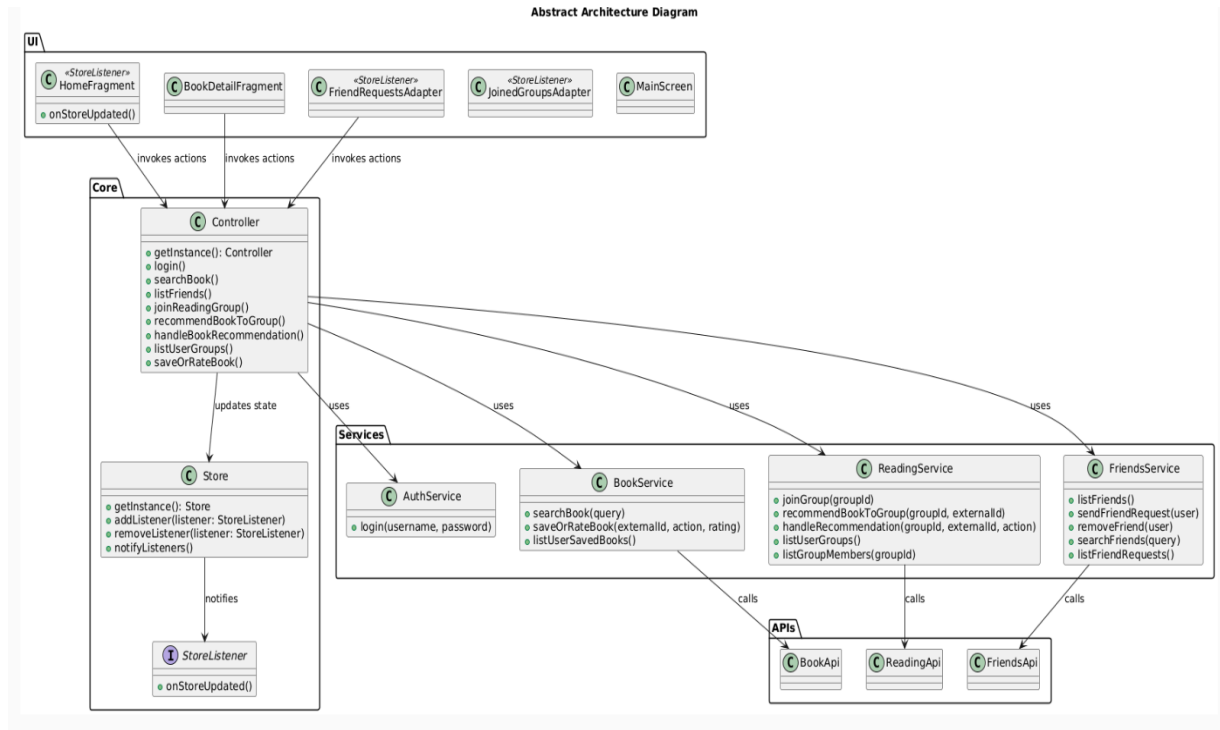 Abstract Architecture Diagram
UI
«StoreListener»
C HomeFragment
onStoreUpdated()
C BookDetailFragment
«StoreListener»
C FriendRequestsAdapter
«StoreListener»
C JoinedGroupsAdapter
C MainScreen
invokes actions
invokes actions
invokes actions
Core
C Controller
getInstance(): Controller
login()
searchBook()
listFriends()
joinReadingGroup()
recommendBookToGroup()
handleBookRecommendation()
listUserGroups()
saveOrRateBook()
updates state
uses
uses
uses
uses
C Store
getInstance(): Store
addListener(listener: StoreListener)
removeListener(listener: StoreListener)
notifyListeners()
notifies
I StoreListener
onStoreUpdated()
Services
C AuthService
login(username, password)
C BookService
searchBook(query)
saveOrRateBook(externalId, action, rating)
listUserSavedBooks()
C ReadingService
joinGroup(groupId)
recommendBookToGroup(groupId, externalId)
handleRecommendation(groupId, externalId, action)
listUserGroups()
listGroupMembers(groupId)
C FriendsService
listFriends()
sendFriendRequest(user)
removeFriend(user)
searchFriends(query)
listFriendRequests()
calls
calls
calls
APIs
C BookApi
C ReadingApi
C FriendsApi